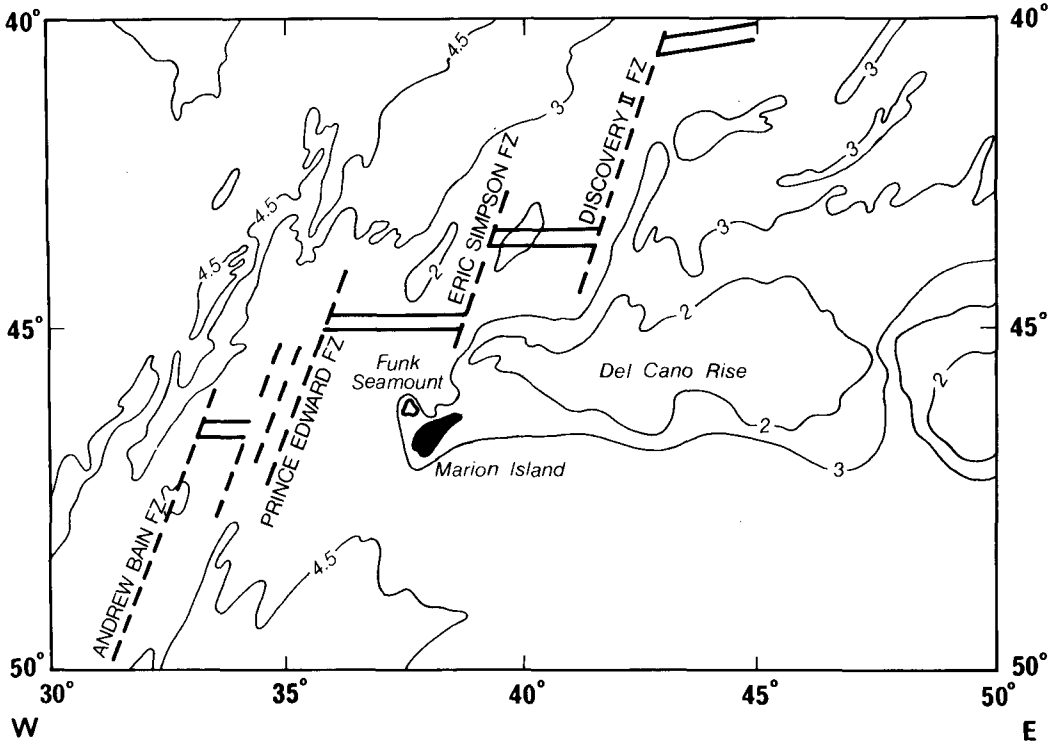 40°
40°
4.5
4.5
3
3
3
DISCOVERY II FZ
ERIC SIMPSON FZ
4.5
3
4.5
2
2
45°
45°
Funk
Seamount
Del Cano Rise
2
PRINCE EDWARD FZ
2
Marion Island
3
ANDREW BAIN FZ
4.5
50°
50°
30°
35°
40°
45°
50°
W
E